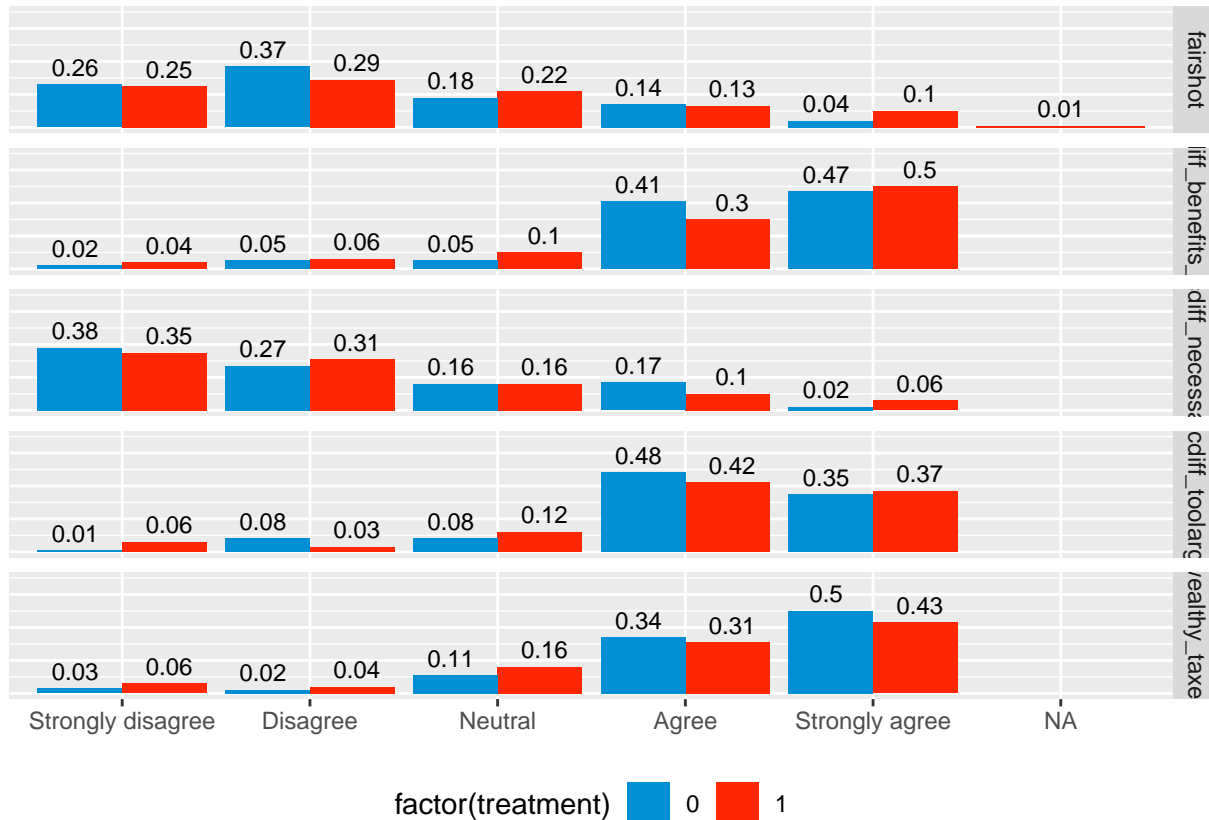 0.26 0.25 0.37 0.29 0.18 0.22 0.14 0.13 0.04 0.1 0.01
fairshot
0.02 0.04 0.05 0.06 0.05 0.1 0.41 0.3 0.47 0.5
iff_benefits_
0.38 0.35 0.27 0.31 0.16 0.16 0.17 0.1 0.02 0.06
diff_necessa
0.01 0.06 0.08 0.03 0.08 0.12 0.48 0.42 0.35 0.37
cdiff_toolarg
0.03 0.06 0.02 0.04 0.11 0.16 0.34 0.31 0.5 0.43
ealthy_taxe
Strongly disagree Disagree Neutral Agree Strongly agree NA
factor(treatment) 0 1